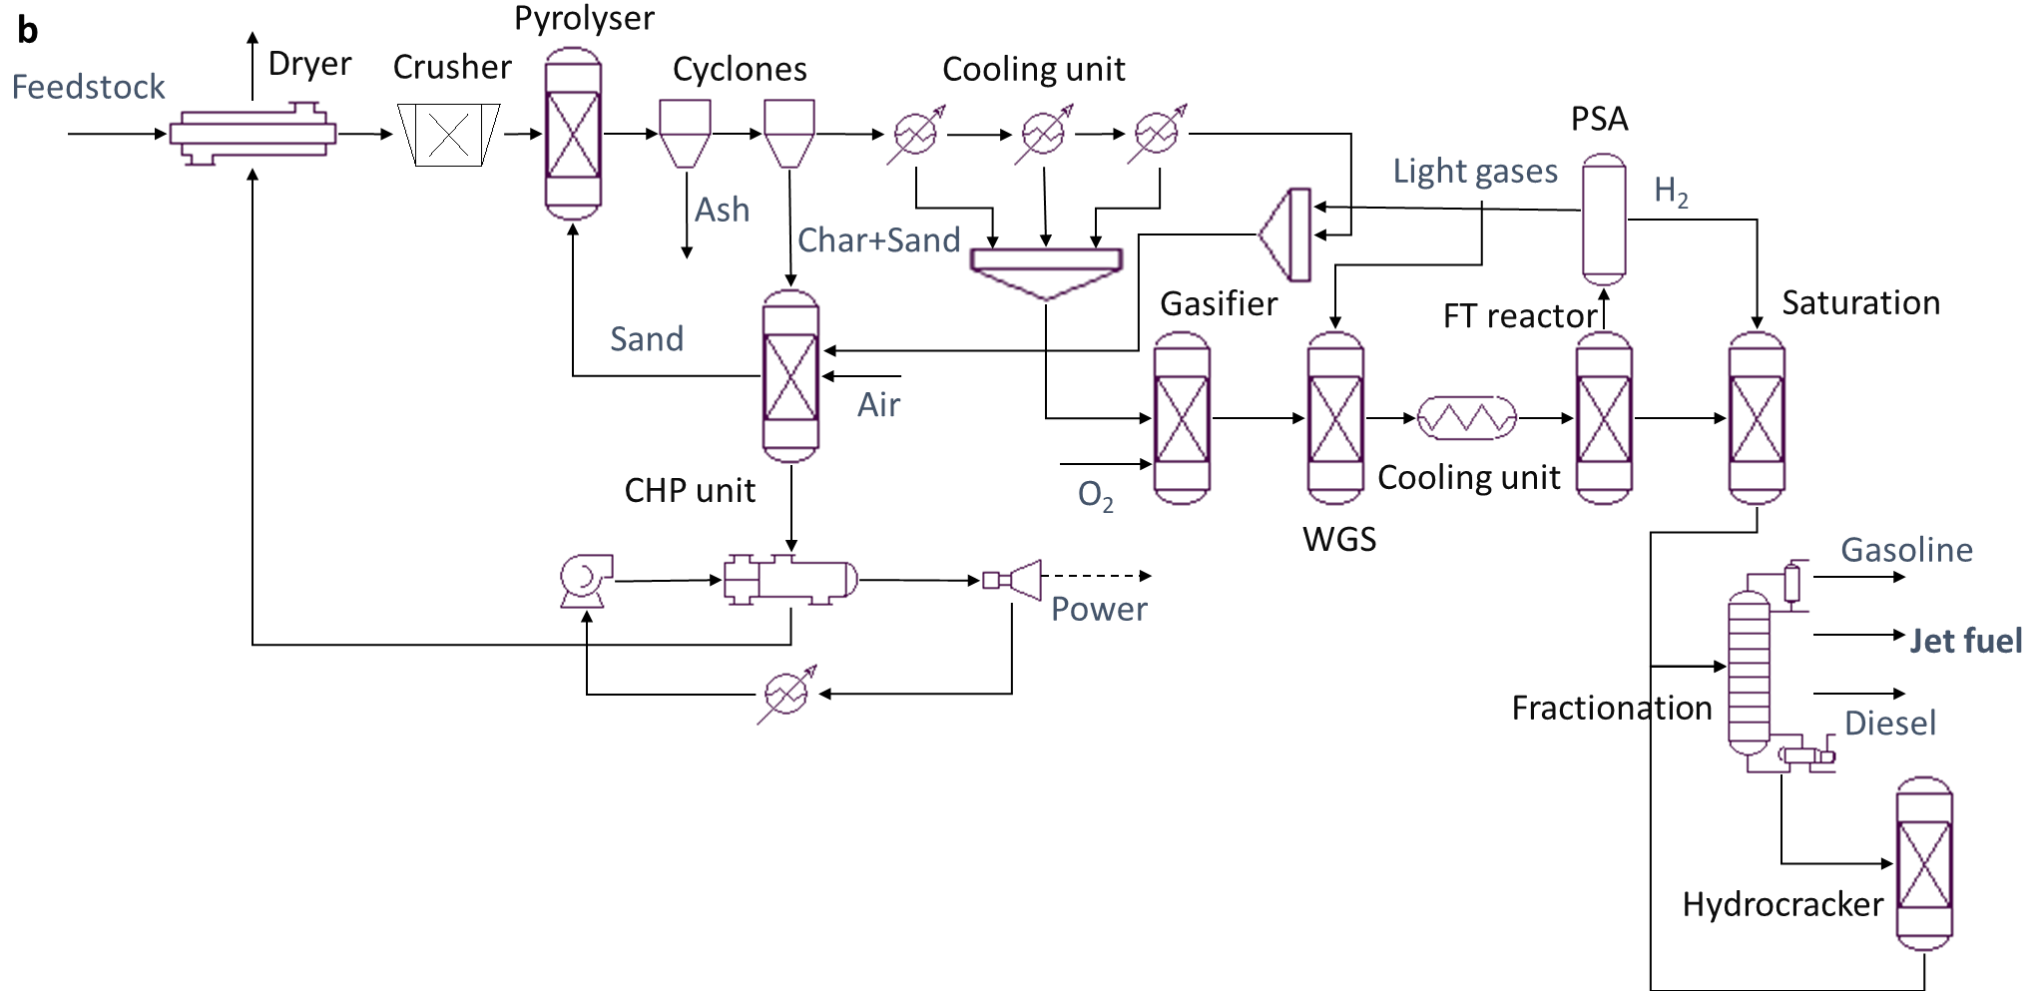 b
Pyrolyser
Dryer
Crusher
Cyclones
Cooling unit
Feedstock
PSA
Light gases
H₂
Ash
Char+Sand
Gasifier
FT reactor
Saturation
Sand
Air
Cooling unit
CHP unit
O₂
WGS
Gasoline
Power
Jet fuel
Fractionation
Diesel
Hydrocracker